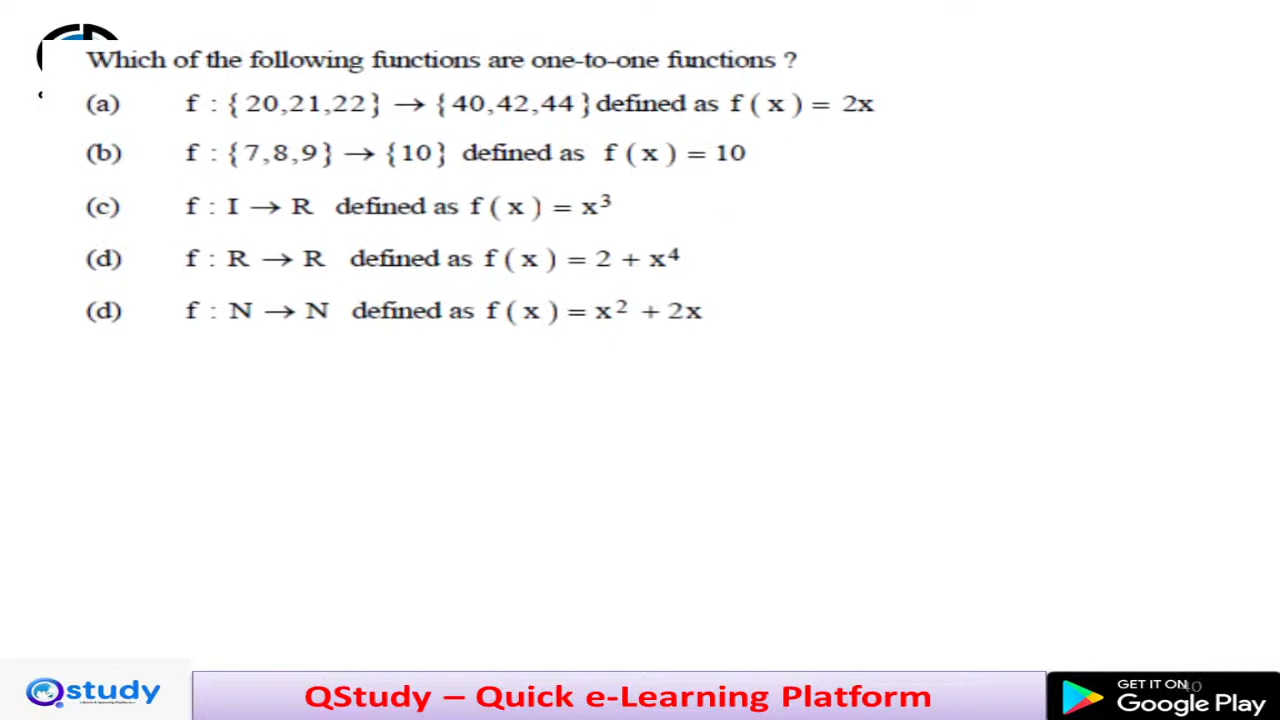 Which of the following functions are one-to-one functions ?
(a) f : { 20,21,22 } → { 40,42,44 } defined as f ( x ) = 2x
(b) f : {7,8,9} → {10} defined as f ( x ) = 10
(c) f : I → R defined as f ( x ) = x³
(d) f : R → R defined as f ( x ) = 2 + x⁴
(d) f : N → N defined as f ( x ) = x² + 2x
Qstudy
QStudy – Quick e-Learning Platform
GET IT ON
40
Google Play